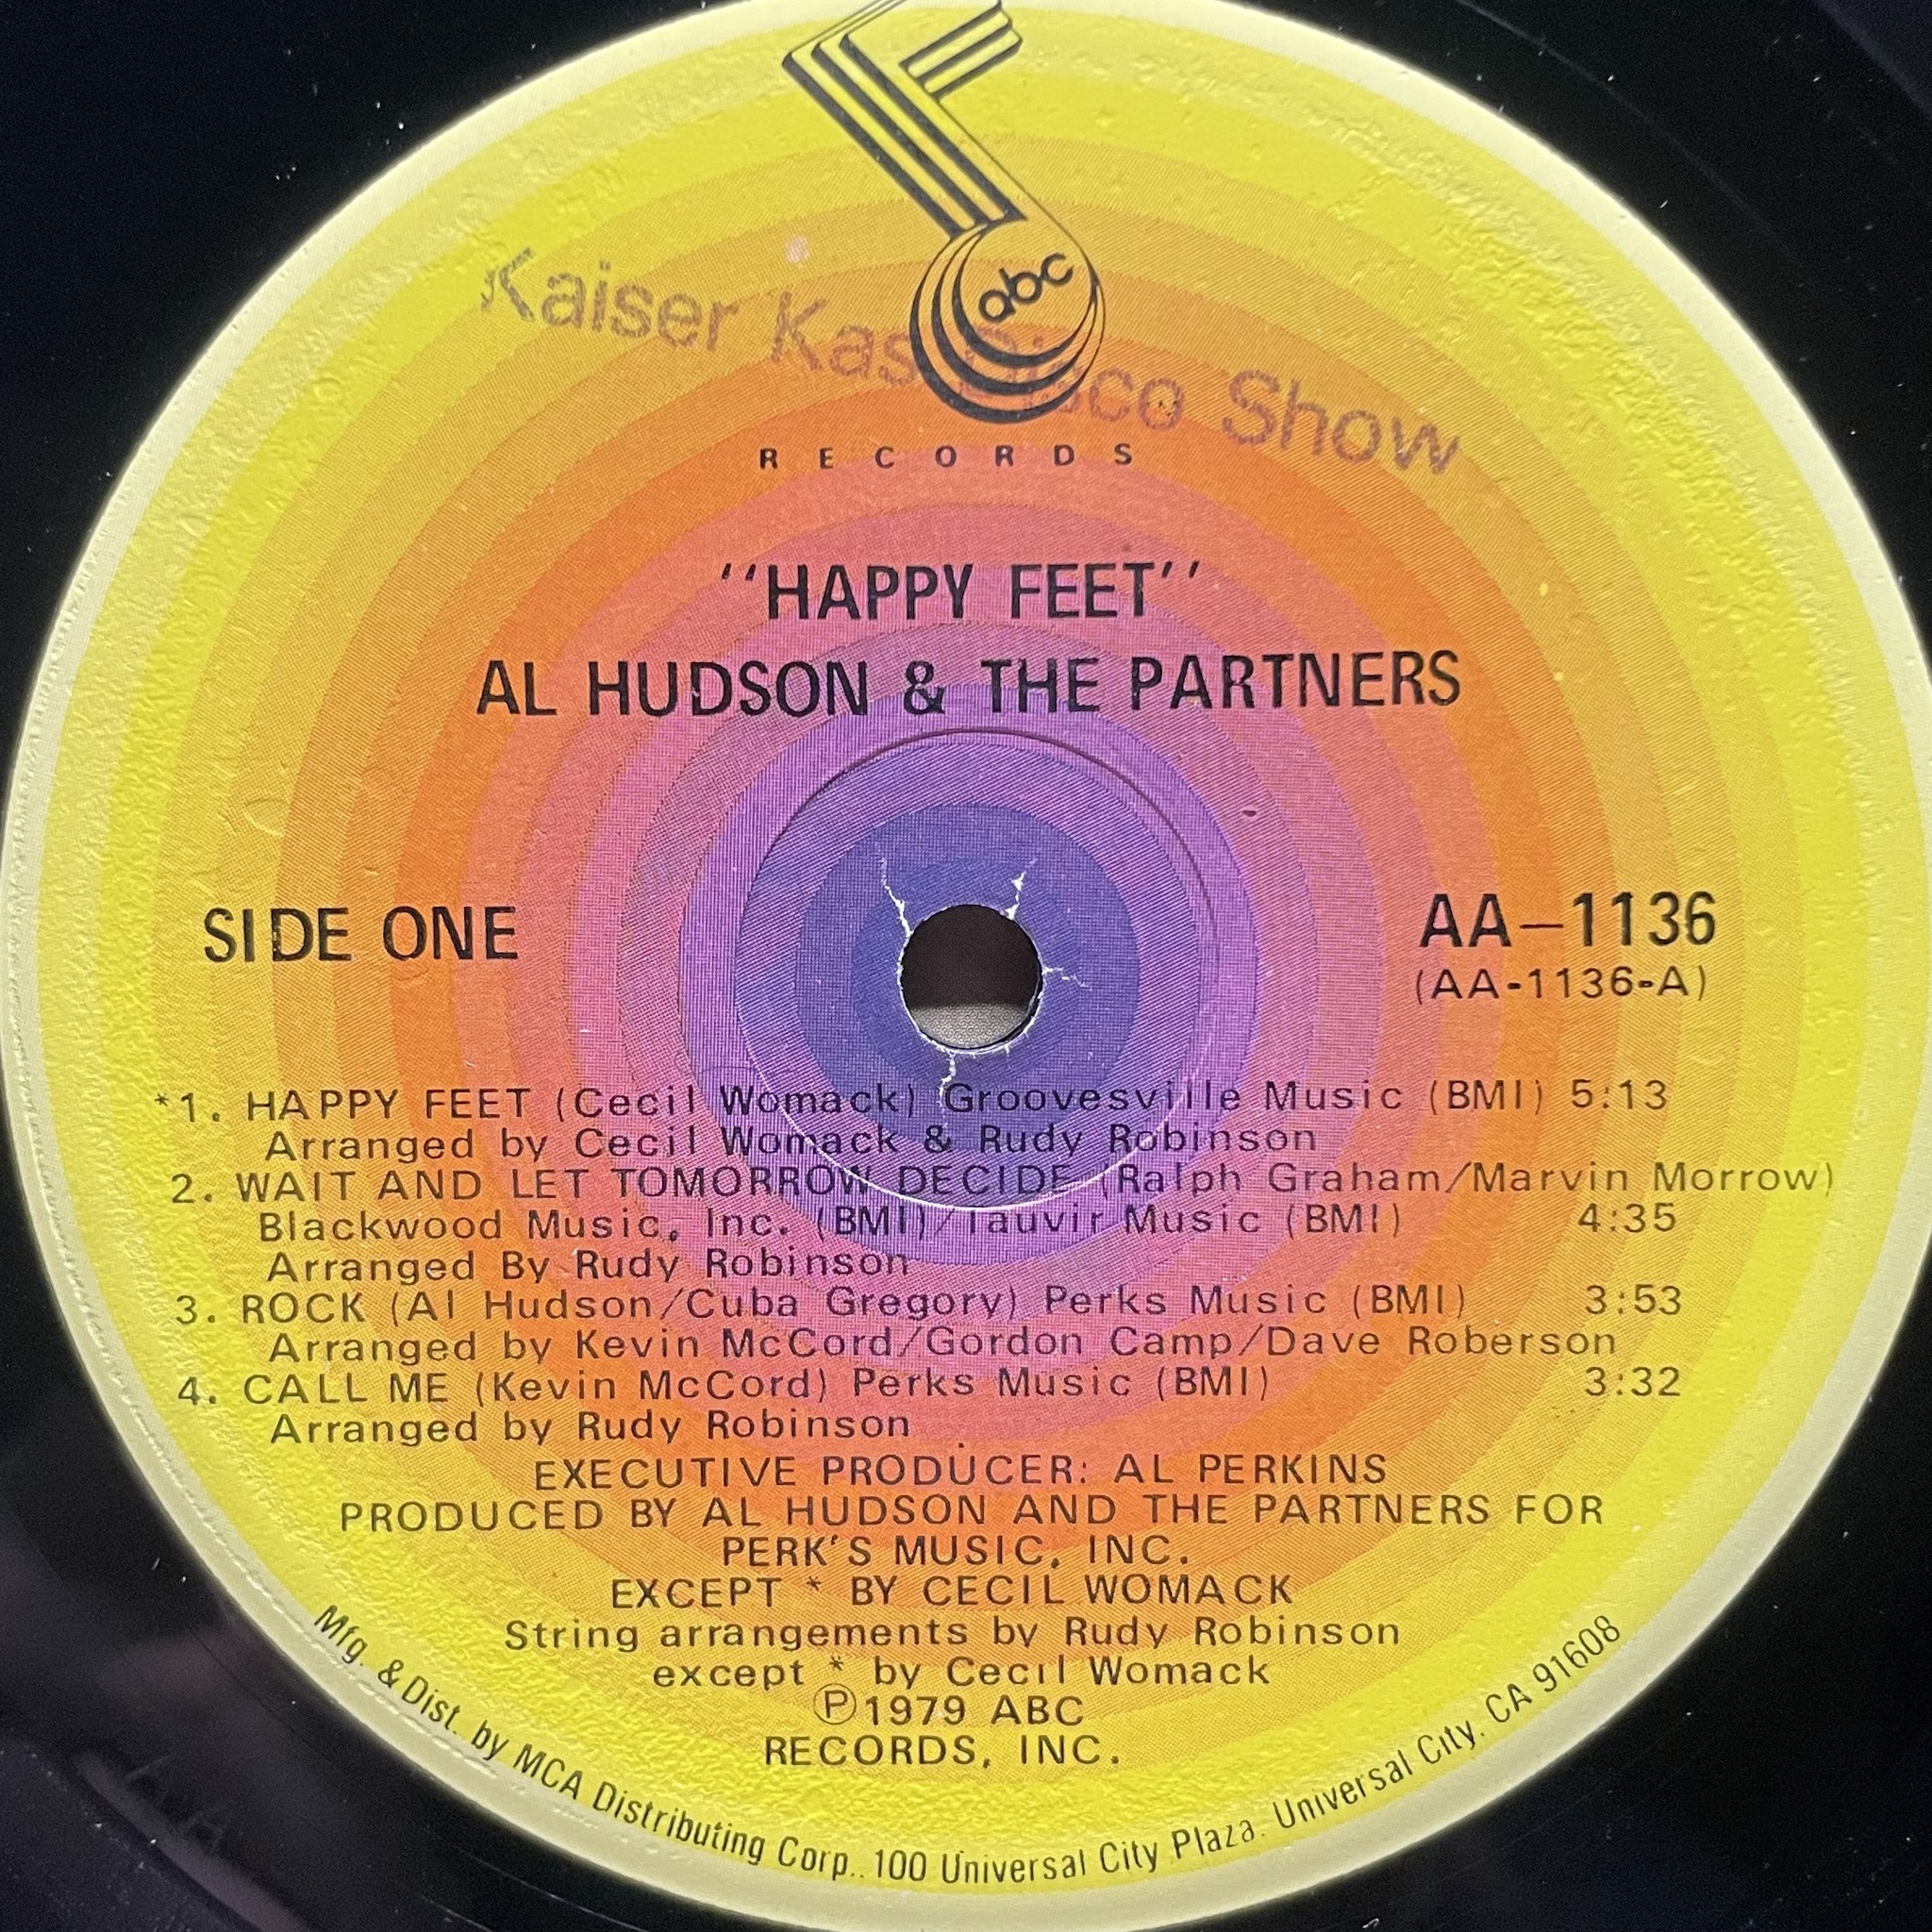 abc
Kaiser Kas Disco Show
RECORDS
"HAPPY FEET"
AL HUDSON & THE PARTNERS
SIDE ONE
AA-1136
(AA-1136-A)
*1. HAPPY FEET (Cecil Womack) Groovesville Music (BMI) 5:13
Arranged by Cecil Womack & Rudy Robinson
2. WAIT AND LET TOMORROW DECIDE (Ralph Graham/Marvin Morrow)
Blackwood Music, Inc. (BMI)/Tauvir Music (BMI) 4:35
Arranged By Rudy Robinson
3. ROCK (Al Hudson/Cuba Gregory) Perks Music (BMI) 3:53
Arranged by Kevin McCord/Gordon Camp/Dave Roberson
4. CALL ME (Kevin McCord) Perks Music (BMI) 3:32
Arranged by Rudy Robinson
EXECUTIVE PRODUCER: AL PERKINS
PRODUCED BY AL HUDSON AND THE PARTNERS FOR
PERK'S MUSIC, INC.
EXCEPT * BY CECIL WOMACK
String arrangements by Rudy Robinson
except * by Cecil Womack
Ⓟ1979 ABC
RECORDS, INC.
Mfg. & Dist. by MCA Distributing Corp., 100 Universal City Plaza, Universal City, CA 91608